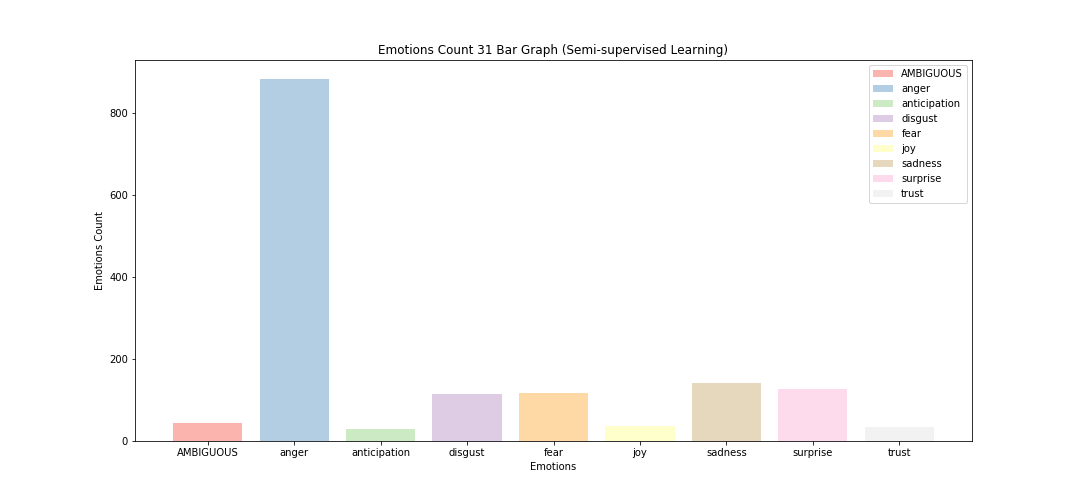 Emotions Count 31 Bar Graph (Semi-supervised Learning)
AMBIGUOUS
anger
anticipation
disgust
fear
joy
sadness
surprise
trust
Emotions Count
800
600
400
200
0
AMBIGUOUS anger anticipation disgust fear joy sadness surprise trust
Emotions